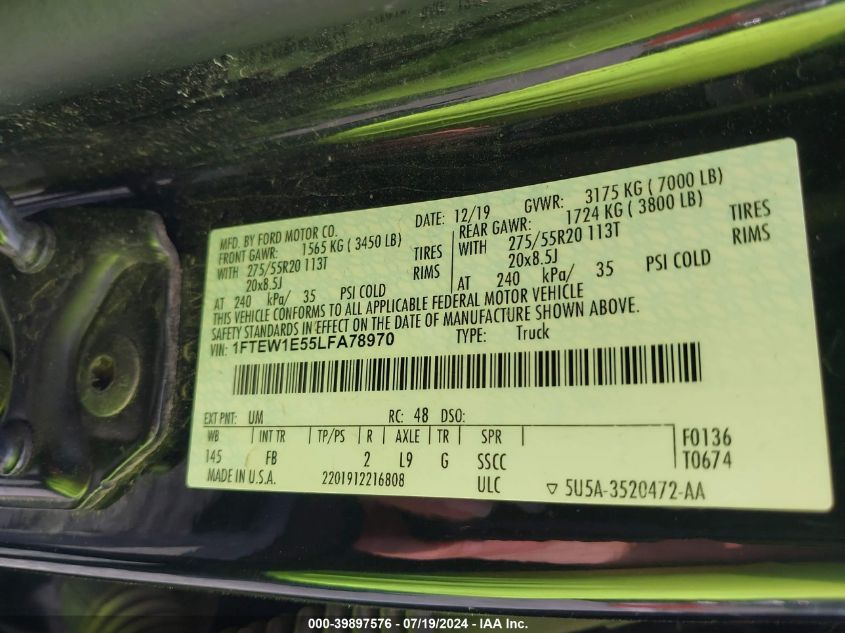 MFD. BY FORD MOTOR CO. DATE: 12/19 GVWR: 3175 KG ( 7000 LB)
FRONT GAWR: 1565 KG ( 3450 LB) REAR GAWR: 1724 KG ( 3800 LB)
WITH 275/55R20 113T TIRES WITH 275/55R20 113T TIRES
20x8.5J RIMS 20x8.5J RIMS
AT 240 kPa/ 35 PSI COLD AT 240 kPa/ 35 PSI COLD
THIS VEHICLE CONFORMS TO ALL APPLICABLE FEDERAL MOTOR VEHICLE
SAFETY STANDARDS IN EFFECT ON THE DATE OF MANUFACTURE SHOWN ABOVE.
VIN: 1FTEW1E55LFA78970 TYPE: Truck
EXT PNT: UM RC: 48 DSO:
WB INT TR TP/PS R AXLE TR SPR F0136
145 FB 2 L9 G SSCC T0674
MADE IN U.S.A. 2201912216808 ULC ▽ 5U5A-3520472-AA
000-39897576 - 07/19/2024 - IAA Inc.